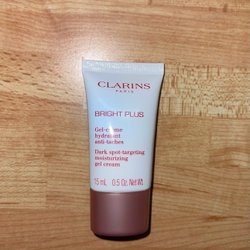 CLARINS
PARIS
BRIGHT PLUS
Gel-crème
hydratant
anti-taches
Dark spot-targeting
moisturizing
gel cream
15 mL 0.5 Oz. Net Wt.